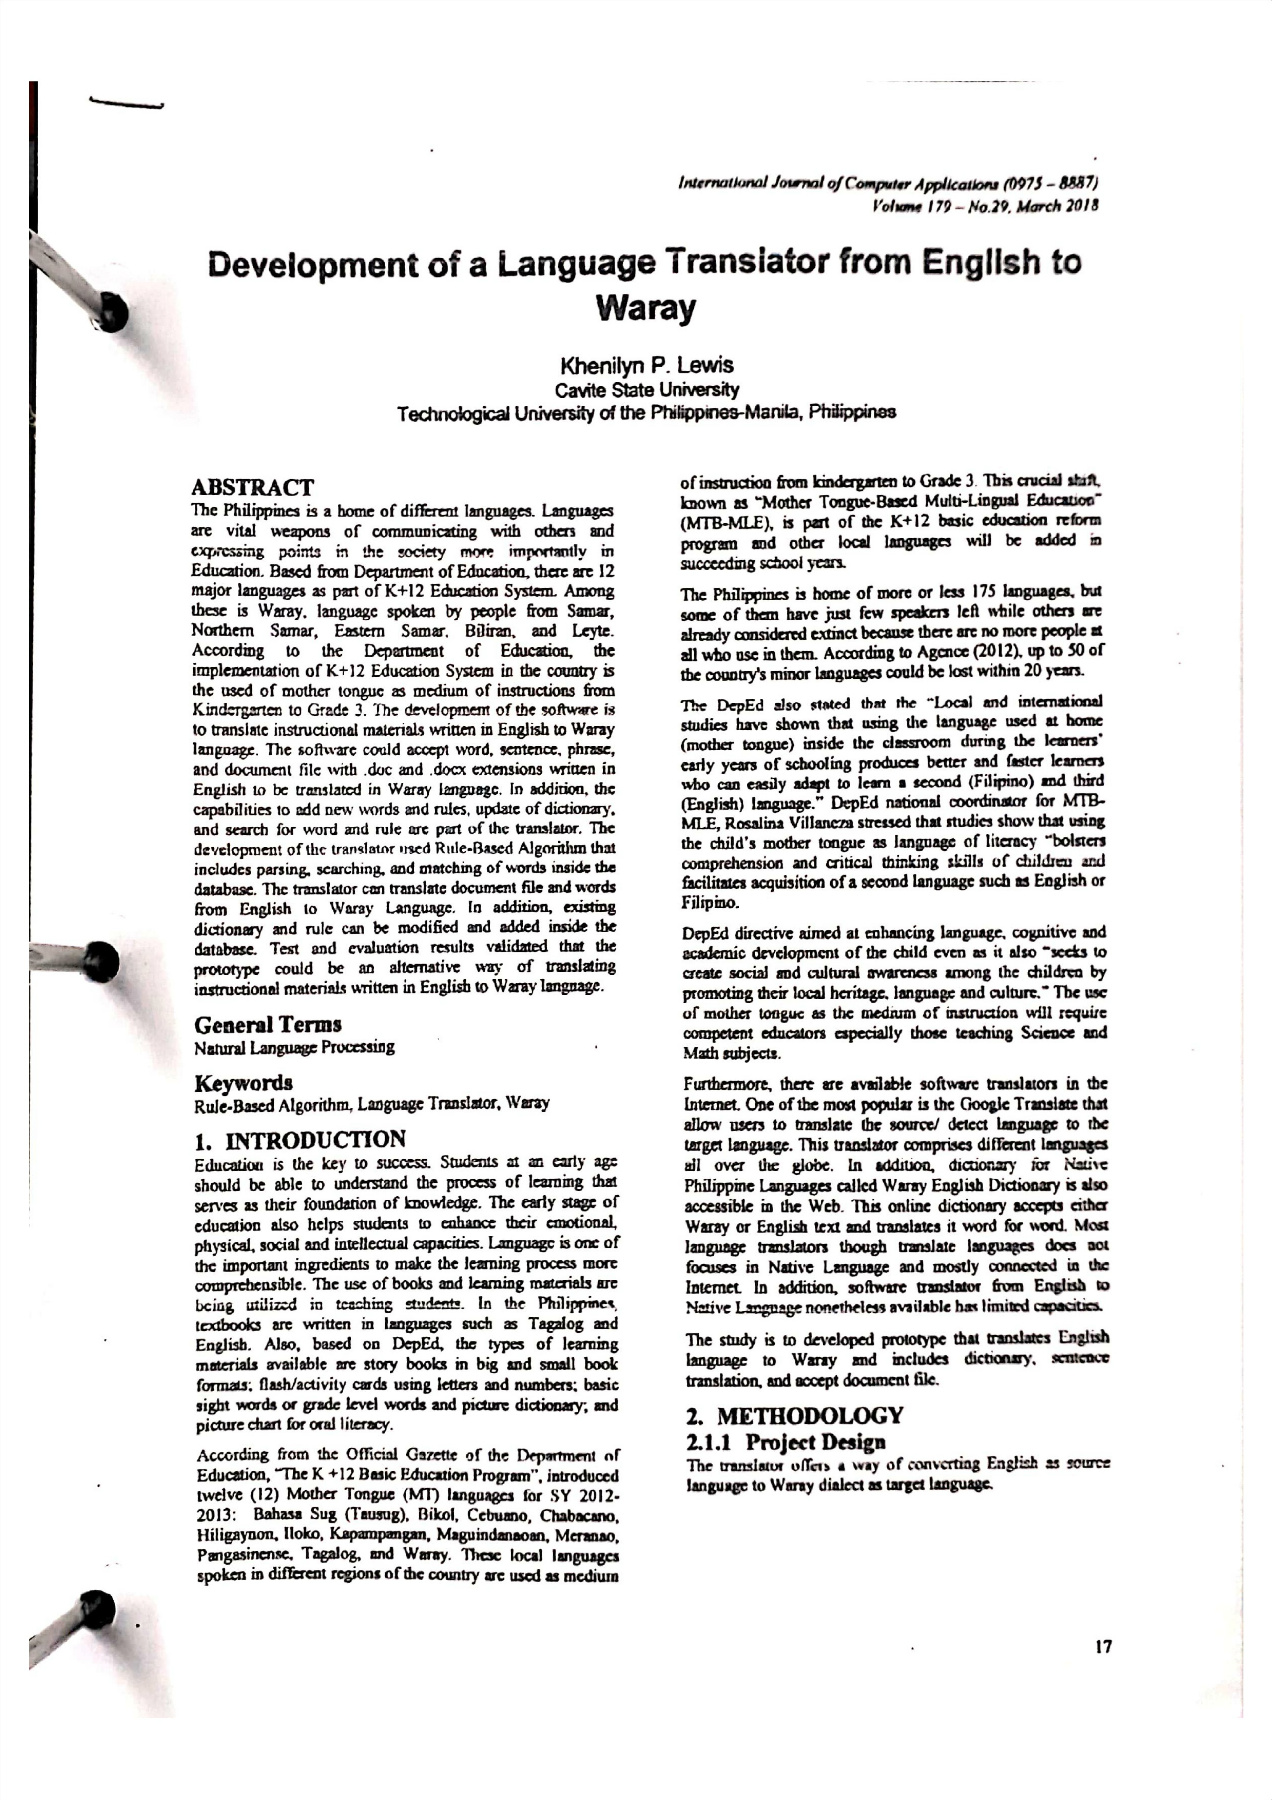 International Journal of Computer Applications (0975 – 8887)
Volume 179 – No.29, March 2018
Development of a Language Translator from English to
Waray
Khenilyn P. Lewis
Cavite State University
Technological University of the Philippines-Manila, Philippines
ABSTRACT
The Philippines is a home of different languages. Languages
are vital weapons of communicating with others and
expressing points in the society more importantly in
Education. Based from Department of Education, there are 12
major languages as part of K+12 Education System. Among
these is Waray, language spoken by people from Samar,
Northern Samar, Eastern Samar, Biliran, and Leyte.
According to the Department of Education, the
implementation of K+12 Education System in the country is
the used of mother tongue as medium of instructions from
Kindergarten to Grade 3. The development of the software is
to translate instructional materials written in English to Waray
language. The software could accept word, sentence, phrase,
and document file with .doc and .docx extensions written in
English to be translated in Waray language. In addition, the
capabilities to add new words and rules, update of dictionary,
and search for word and rule are part of the translator. The
development of the translator used Rule-Based Algorithm that
includes parsing, searching, and matching of words inside the
database. The translator can translate document file and words
from English to Waray Language. In addition, existing
dictionary and rule can be modified and added inside the
database. Test and evaluation results validated that the
prototype could be an alternative way of translating
instructional materials written in English to Waray language.
General Terms
Natural Language Processing
Keywords
Rule-Based Algorithm, Language Translator, Waray
1. INTRODUCTION
Education is the key to success. Students at an early age
should be able to understand the process of learning that
serves as their foundation of knowledge. The early stage of
education also helps students to enhance their emotional,
physical, social and intellectual capacities. Language is one of
the important ingredients to make the learning process more
comprehensible. The use of books and learning materials are
being utilized in teaching students. In the Philippines,
textbooks are written in languages such as Tagalog and
English. Also, based on DepEd, the types of learning
materials available are story books in big and small book
formats; flash/activity cards using letters and numbers; basic
sight words or grade level words and picture dictionary; and
picture chart for oral literacy.
According from the Official Gazette of the Department of
Education, "The K +12 Basic Education Program", introduced
twelve (12) Mother Tongue (MT) languages for SY 2012-
2013: Bahasa Sug (Tausug), Bikol, Cebuano, Chabacano,
Hiligaynon, Iloko, Kapampangan, Maguindanaoan, Meranao,
Pangasinense, Tagalog, and Waray. These local languages
spoken in different regions of the country are used as medium
of instruction from kindergarten to Grade 3. This crucial shift,
known as "Mother Tongue-Based Multi-Lingual Education"
(MTB-MLE), is part of the K+12 basic education reform
program and other local languages will be added in
succeeding school years.
The Philippines is home of more or less 175 languages, but
some of them have just few speakers left while others are
already considered extinct because there are no more people at
all who use in them. According to Agence (2012), up to 50 of
the country's minor languages could be lost within 20 years.
The DepEd also stated that the "Local and international
studies have shown that using the language used at home
(mother tongue) inside the classroom during the learners'
early years of schooling produces better and faster learners
who can easily adapt to learn a second (Filipino) and third
(English) language." DepEd national coordinator for MTB-
MLE, Rosalina Villaneza stressed that studies show that using
the child's mother tongue as language of literacy "bolsters
comprehension and critical thinking skills of children and
facilitates acquisition of a second language such as English or
Filipino.
DepEd directive aimed at enhancing language, cognitive and
academic development of the child even as it also "seeks to
create social and cultural awareness among the children by
promoting their local heritage, language and culture." The use
of mother tongue as the medium of instruction will require
competent educators especially those teaching Science and
Math subjects.
Furthermore, there are available software translators in the
Internet. One of the most popular is the Google Translate that
allow users to translate the source/ detect language to the
target language. This translator comprises different languages
all over the globe. In addition, dictionary for Native
Philippine Languages called Waray English Dictionary is also
accessible in the Web. This online dictionary accepts either
Waray or English text and translates it word for word. Most
language translators though translate languages does not
focuses in Native Language and mostly connected in the
Internet. In addition, software translator from English to
Native Language nonetheless available has limited capacities.
The study is to developed prototype that translates English
language to Waray and includes dictionary, sentence
translation, and accept document file.
2. METHODOLOGY
2.1.1 Project Design
The translator offers a way of converting English as source
language to Waray dialect as target language.
17